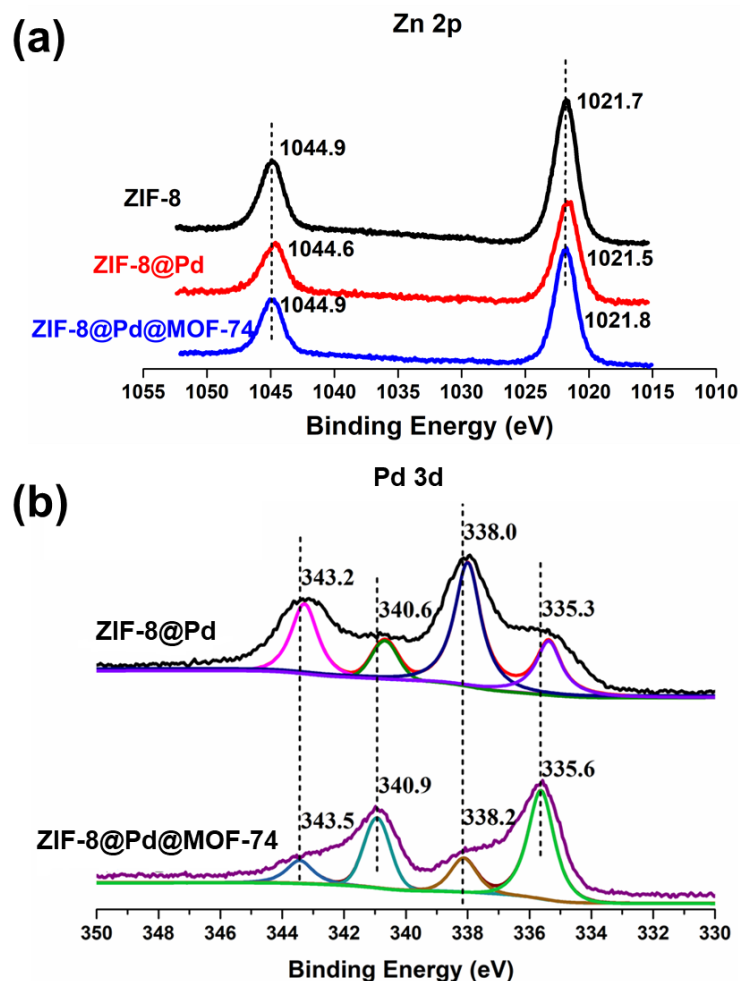 (a)
Zn 2p
1021.7
1044.9
ZIF-8
ZIF-8@Pd
1044.6
1021.5
1044.9
1021.8
ZIF-8@Pd@MOF-74
1055 1050 1045 1040 1035 1030 1025 1020 1015 1010
Binding Energy (eV)
(b)
Pd 3d
338.0
343.2
340.6
335.3
ZIF-8@Pd
335.6
340.9
338.2
343.5
ZIF-8@Pd@MOF-74
350 348 346 344 342 340 338 336 334 332 330
Binding Energy (eV)